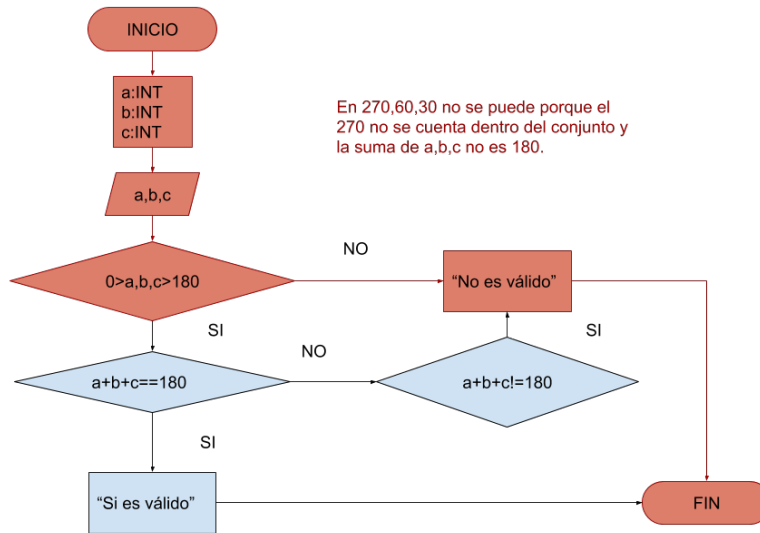 INICIO
a:INT
b:INT
c:INT
En 270,60,30 no se puede porque el
270 no se cuenta dentro del conjunto y
la suma de a,b,c no es 180.
a,b,c
0>a,b,c>180
NO
“No es válido”
SI
NO
SI
a+b+c==180
a+b+c!=180
SI
“Si es válido”
FIN